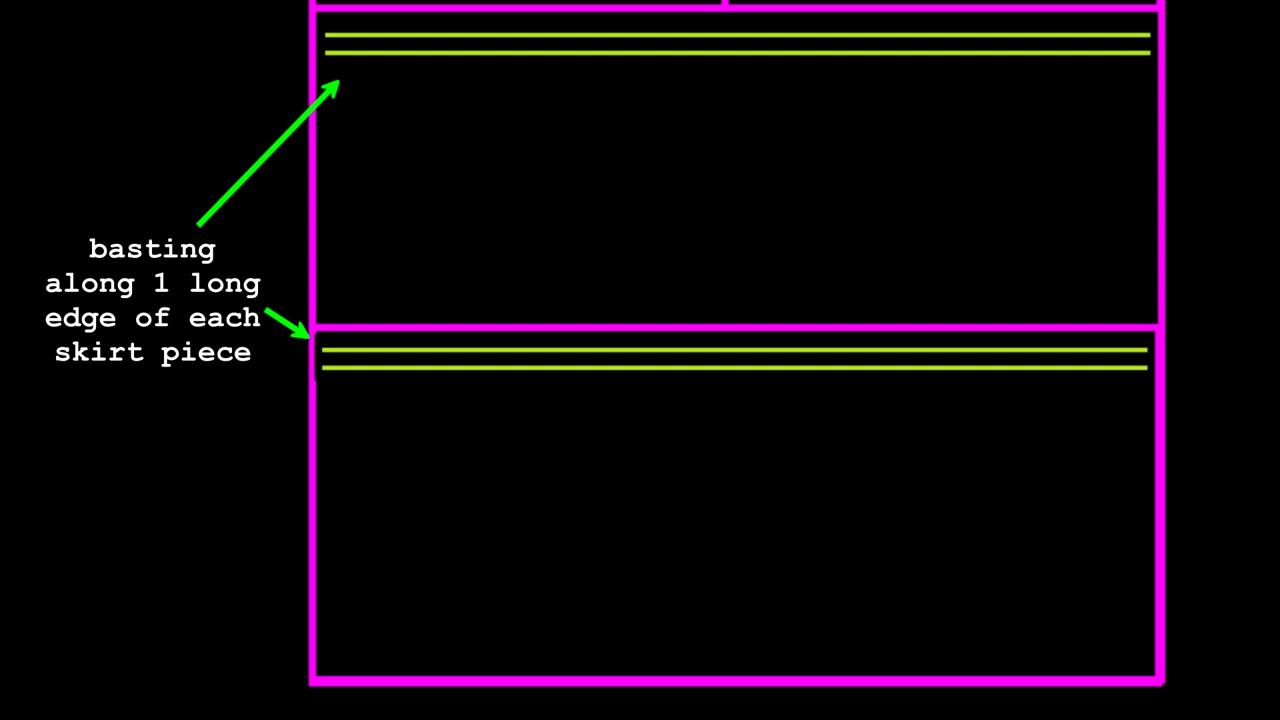 basting
along 1 long
edge of each
skirt piece